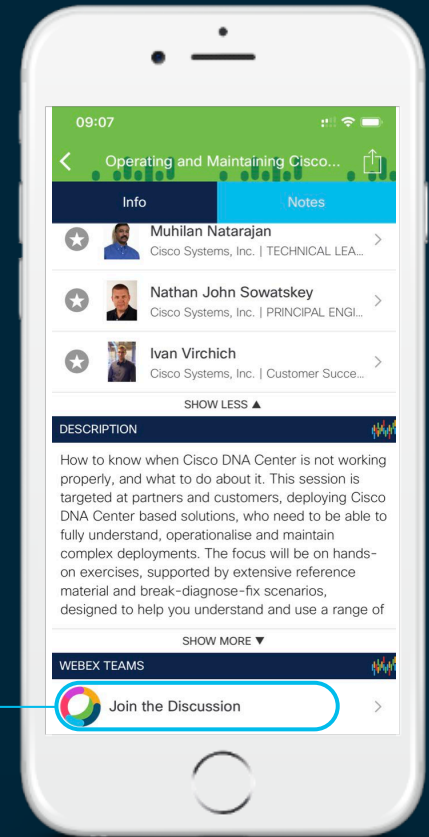 09:07
Operating and Maintaining Cisco...
Info
Notes
Muhilan Natarajan
Cisco Systems, Inc. | TECHNICAL LEA...
Nathan John Sowatskey
Cisco Systems, Inc. | PRINCIPAL ENGI...
Ivan Virchich
Cisco Systems, Inc. | Customer Succe...
SHOW LESS ▲
DESCRIPTION
How to know when Cisco DNA Center is not working
properly, and what to do about it. This session is
targeted at partners and customers, deploying Cisco
DNA Center based solutions, who need to be able to
fully understand, operationalise and maintain
complex deployments. The focus will be on hands-
on exercises, supported by extensive reference
material and break-diagnose-fix scenarios,
designed to help you understand and use a range of
SHOW MORE ▼
WEBEX TEAMS
Join the Discussion